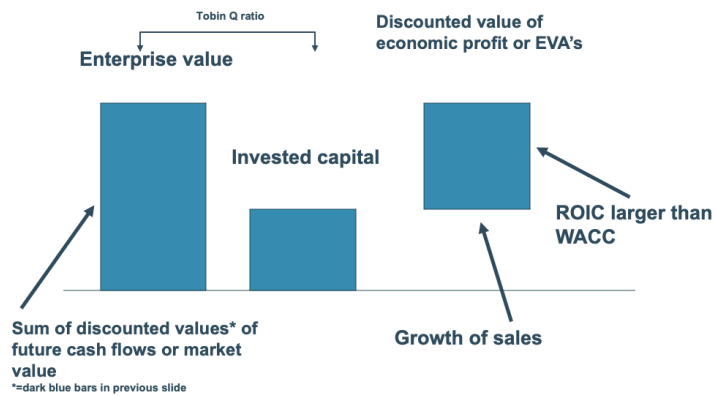 Tobin Q ratio
Discounted value of
economic profit or EVA's
Enterprise value
Invested capital
ROIC larger than
WACC
Sum of discounted values* of
future cash flows or market
value
*=dark blue bars in previous slide
Growth of sales